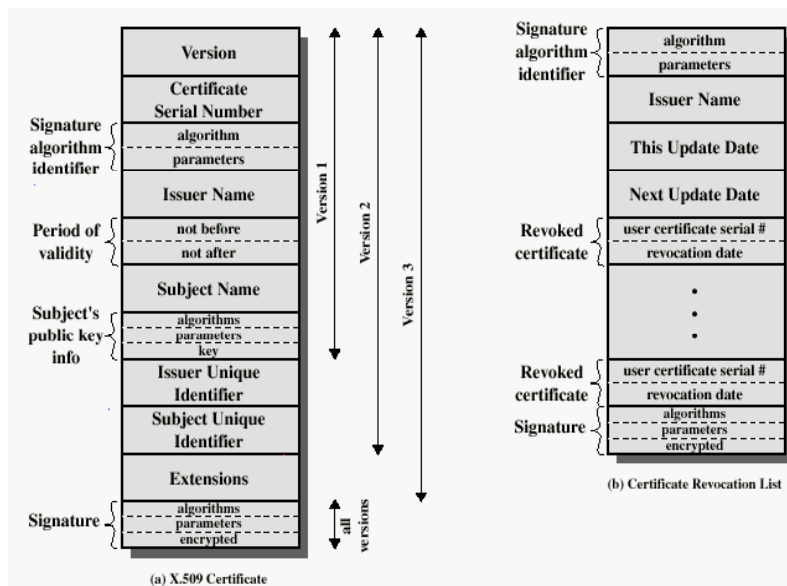 Version
Certificate
Serial Number
Signature
algorithm
identifier
algorithm
parameters
Issuer Name
Period of
validity
not before
not after
Subject Name
Subject's
public key
info
algorithms
parameters
key
Issuer Unique
Identifier
Subject Unique
Identifier
Extensions
Signature
algorithms
parameters
encrypted
Version 1
Version 2
Version 3
all
versions
(a) X.509 Certificate
Signature
algorithm
identifier
algorithm
parameters
Issuer Name
This Update Date
Next Update Date
Revoked
certificate
user certificate serial #
revocation date
Revoked
certificate
user certificate serial #
revocation date
Signature
algorithms
parameters
encrypted
(b) Certificate Revocation List